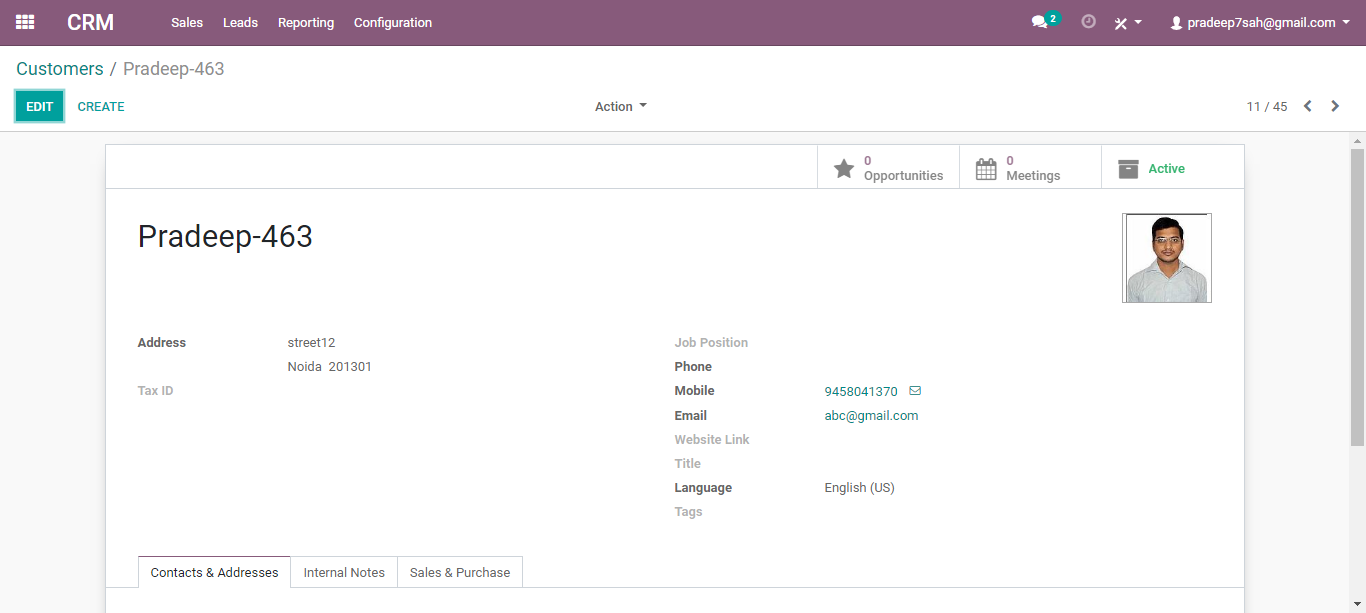 CRM Sales Leads Reporting Configuration 2 pradeep7sah@gmail.com
Customers / Pradeep-463
EDIT CREATE Action 11 / 45
0 Opportunities
0 Meetings
Active
Pradeep-463
Address street12
Noida 201301
Tax ID
Job Position
Phone
Mobile 9458041370
Email abc@gmail.com
Website Link
Title
Language English (US)
Tags
Contacts & Addresses Internal Notes Sales & Purchase